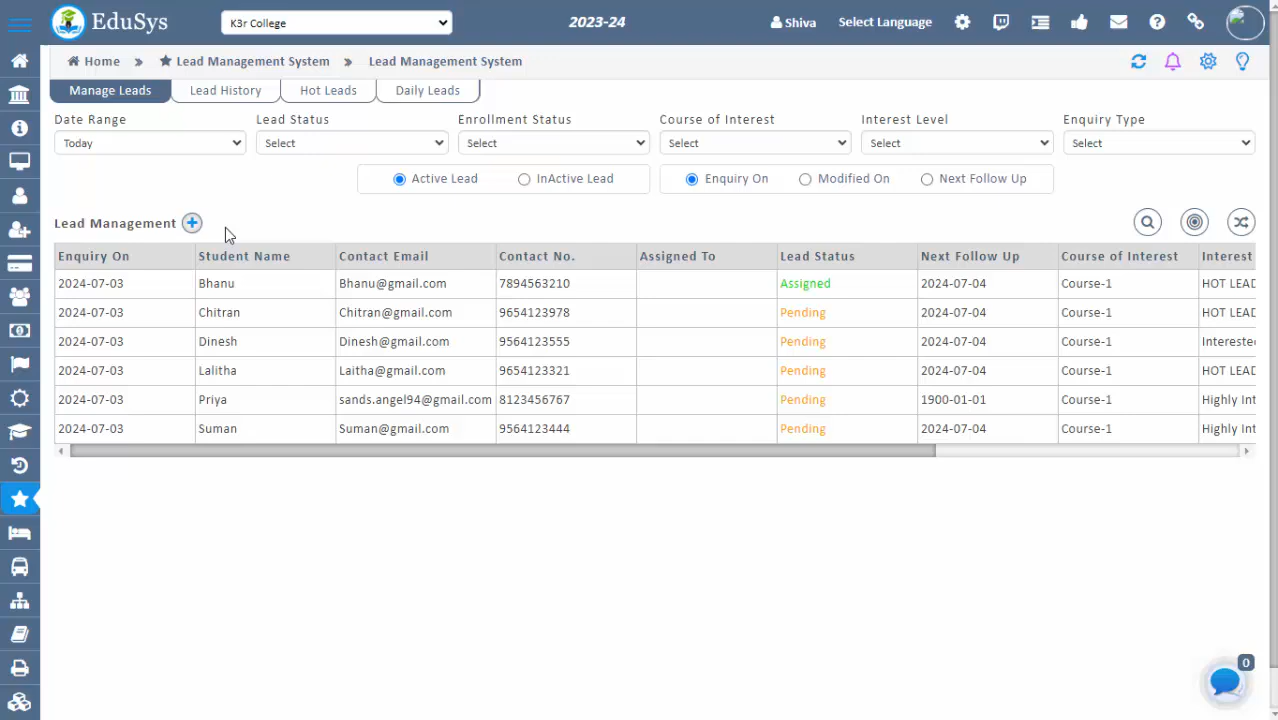 EduSys K3r College 2023-24 Shiva Select Language
Home » Lead Management System » Lead Management System
Manage Leads Lead History Hot Leads Daily Leads
Date Range Lead Status Enrollment Status Course of Interest Interest Level Enquiry Type
Today Select Select Select Select Select
Active Lead InActive Lead Enquiry On Modified On Next Follow Up
Lead Management
Enquiry On Student Name Contact Email Contact No. Assigned To Lead Status Next Follow Up Course of Interest Interest
2024-07-03 Bhanu Bhanu@gmail.com 7894563210 Assigned 2024-07-04 Course-1 HOT LEAD
2024-07-03 Chitran Chitran@gmail.com 9654123978 Pending 2024-07-04 Course-1 HOT LEAD
2024-07-03 Dinesh Dinesh@gmail.com 9564123555 Pending 2024-07-04 Course-1 Interested
2024-07-03 Lalitha Laitha@gmail.com 9654123321 Pending 2024-07-04 Course-1 HOT LEAD
2024-07-03 Priya sands.angel94@gmail.com 8123456767 Pending 1900-01-01 Course-1 Highly Int
2024-07-03 Suman Suman@gmail.com 9564123444 Pending 2024-07-04 Course-1 Highly Int
0